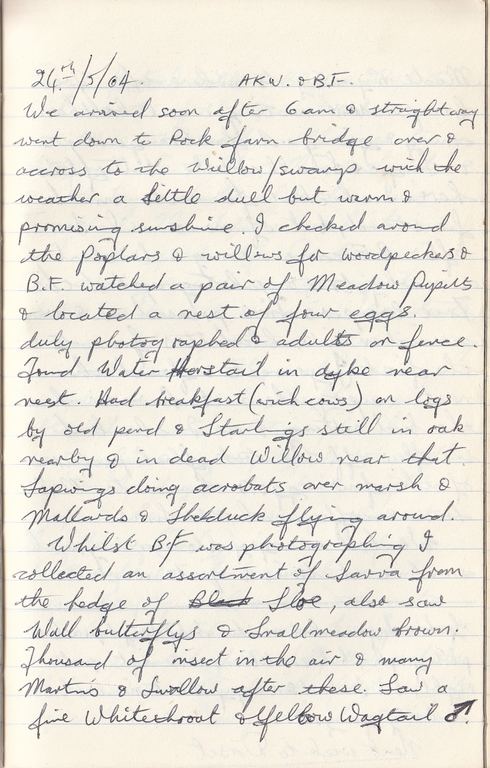 24th/5/64. A.K.W. & B.F.
We arrived soon after 6am & straightway
went down to Rock farm bridge over &
accross to the Willow/swamp with the
weather a little dull but warm &
promising sunshine. I checked around
the Poplars & willows for woodpeckers &
B.F. watched a pair of Meadow Pipits
& located a nest of four eggs.
duly photographed & adults on fence.
Found Water Horstail in dyke near
nest. Had breakfast (with cows) on logs
by old pond & Starlings still in oak
nearby & in dead Willow near that.
Lapwings doing acrobats over marsh &
Mallards & Shelduck flying around.
Whilst B.F was photographing I
collected an assortment of Larva from
the hedge of Black Sloe, also saw
Wall butterflys & Small meadow brown.
Thousand of insect in the air & many
Martins & Swallow after these. Saw a
fine Whitethroat & Yellow Wagtail ♂.